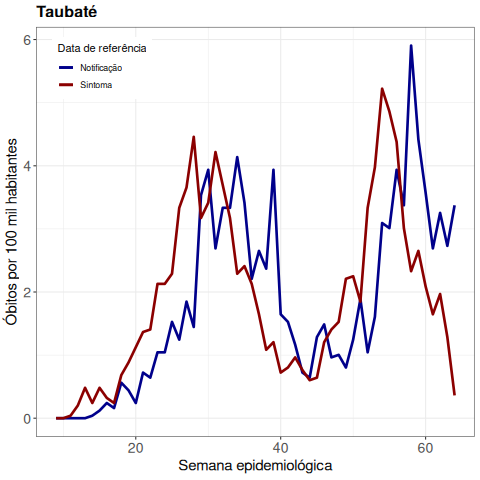 Taubaté
Data de referência
Notificação
Sintoma
6
4
2
0
Óbitos por 100 mil habitantes
20
40
60
Semana epidemiológica